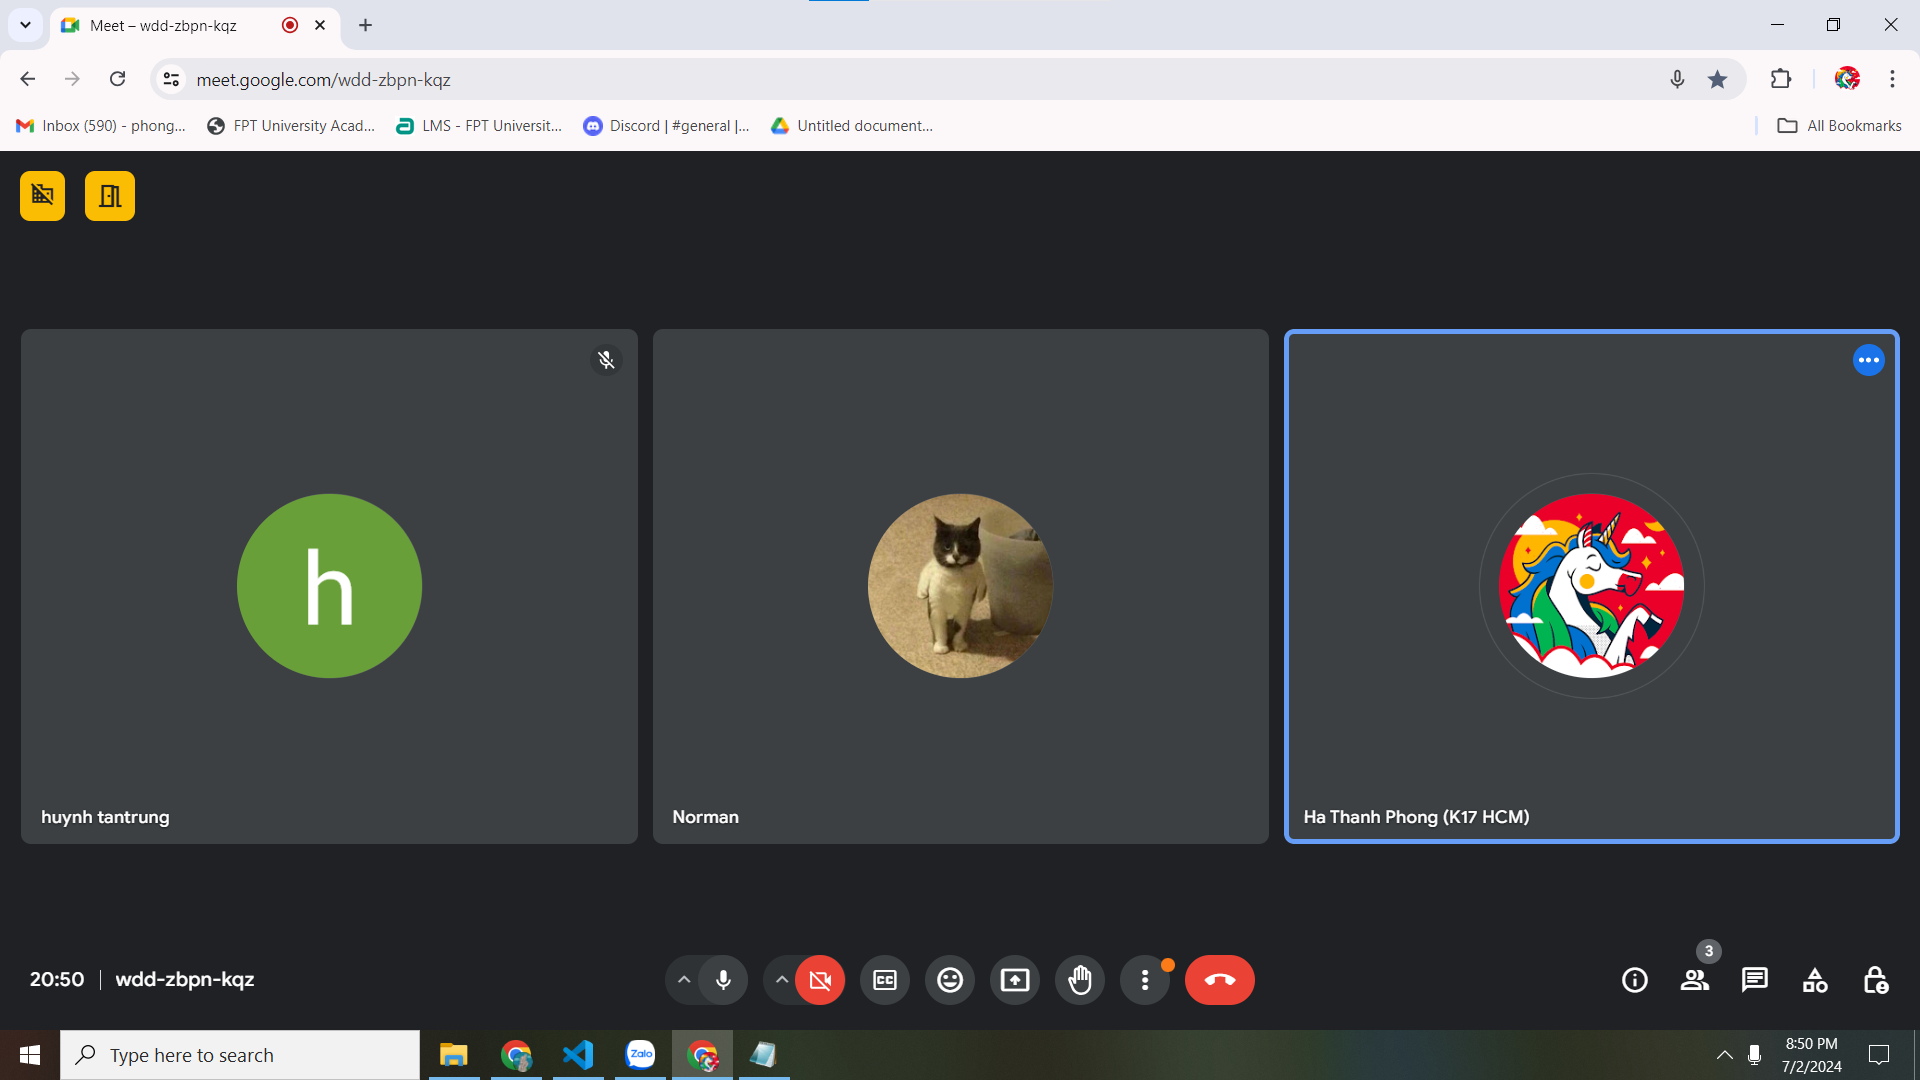 Meet – wdd-zbpn-kqz
meet.google.com/wdd-zbpn-kqz
Inbox (590) - phong...
FPT University Acad...
LMS - FPT Universit...
Discord | #general |...
Untitled document...
All Bookmarks
h
huynh tantrung
Norman
Ha Thanh Phong (K17 HCM)
20:50
wdd-zbpn-kqz
CC
3
Type here to search
Zalo
8:50 PM
7/2/2024